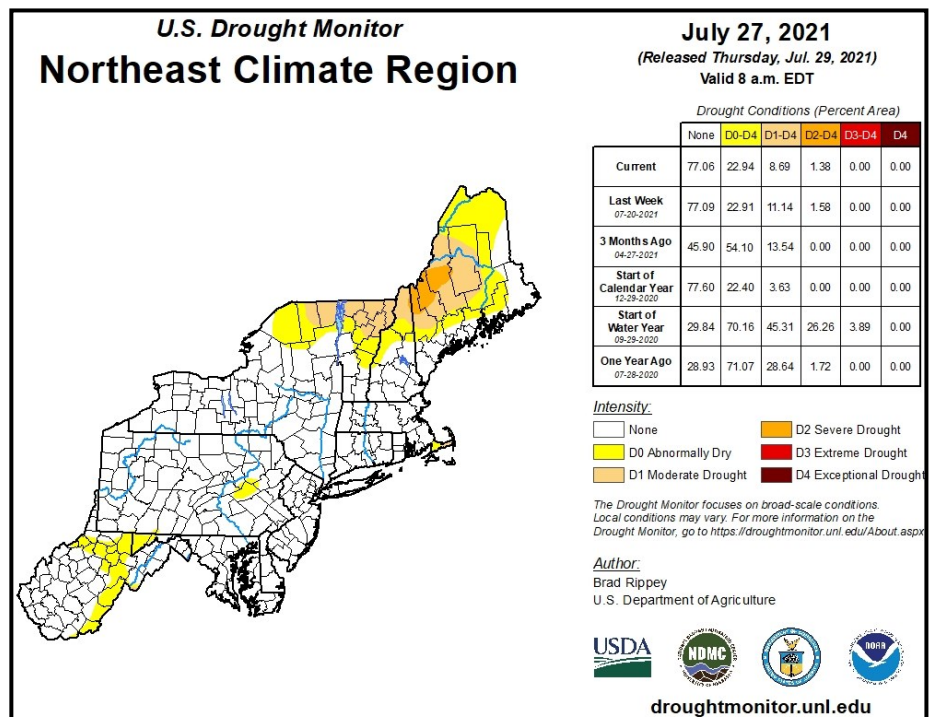 U.S. Drought Monitor
Northeast Climate Region
July 27, 2021
(Released Thursday, Jul. 29, 2021)
Valid 8 a.m. EDT
Drought Conditions (Percent Area)
None D0-D4 D1-D4 D2-D4 D3-D4 D4
Current 77.06 22.94 8.69 1.38 0.00 0.00
Last Week
07-20-2021 77.09 22.91 11.14 1.58 0.00 0.00
3 Months Ago
04-27-2021 45.90 54.10 13.54 0.00 0.00 0.00
Start of
Calendar Year
12-29-2020 77.60 22.40 3.63 0.00 0.00 0.00
Start of
Water Year
09-29-2020 29.84 70.16 45.31 26.26 3.89 0.00
One Year Ago
07-28-2020 28.93 71.07 28.64 1.72 0.00 0.00
Intensity:
None
D0 Abnormally Dry
D1 Moderate Drought
D2 Severe Drought
D3 Extreme Drought
D4 Exceptional Drought
The Drought Monitor focuses on broad-scale conditions.
Local conditions may vary. For more information on the
Drought Monitor, go to https://droughtmonitor.unl.edu/About.aspx
Author:
Brad Rippey
U.S. Department of Agriculture
USDA
NDMC
NOAA
droughtmonitor.unl.edu